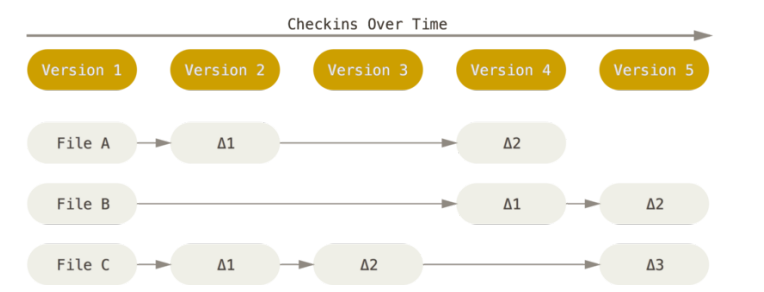 Checkins Over Time
Version 1 Version 2 Version 3 Version 4 Version 5
File A Δ1 Δ2
File B Δ1 Δ2
File C Δ1 Δ2 Δ3